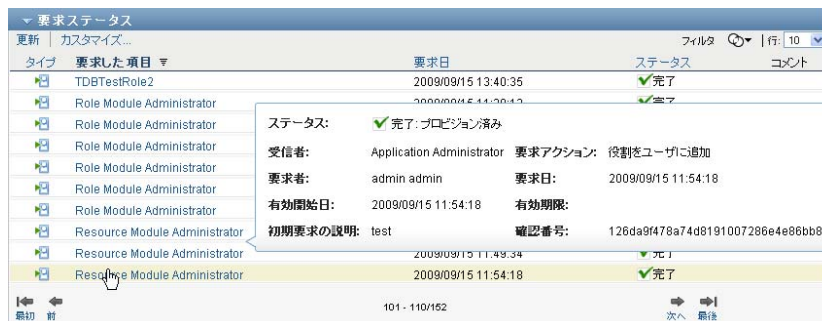 要求ステータス
更新 | カスタマイズ... フィルタ | 行: 10
タイプ 要求した項目 要求日 ステータス コメント
TDBTestRole2 2009/09/15 13:40:35 完了
Role Module Administrator
Role Module Administrator
Role Module Administrator
Role Module Administrator
Role Module Administrator
Role Module Administrator
Resource Module Administrator
Resource Module Administrator 2009/09/15 11:49:34 完了
Resource Module Administrator 2009/09/15 11:54:18 完了
ステータス: 完了: プロビジョン済み
受信者: Application Administrator 要求アクション: 役割をユーザに追加
要求者: admin admin 要求日: 2009/09/15 11:54:18
有効開始日: 2009/09/15 11:54:18 有効期限:
初期要求の説明: test 確認番号: 126da9f478a74d8191007286e4e86bb8
最初 前 101 - 110/152 次へ 最後